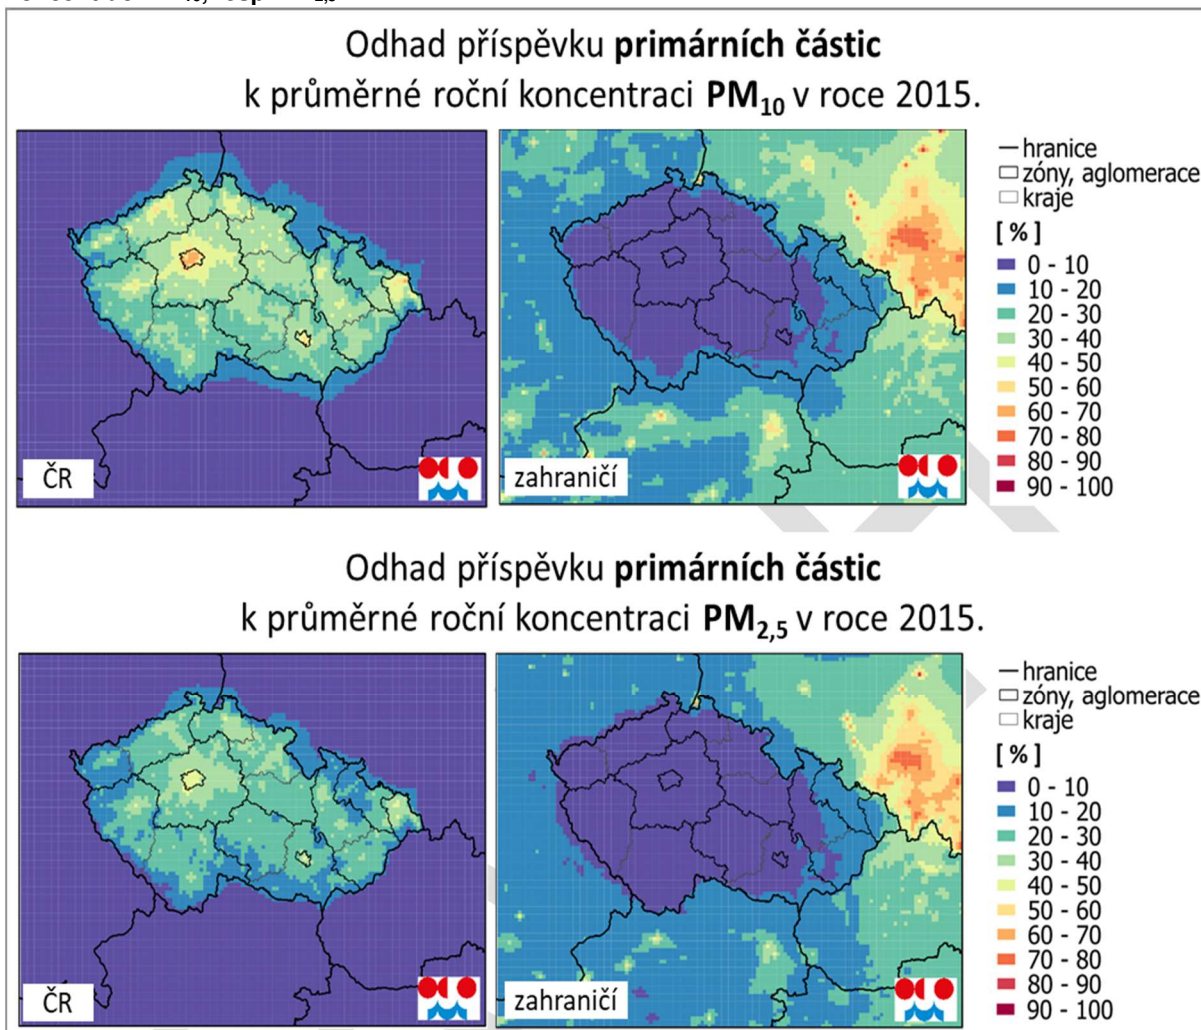 Odhad příspěvku primárních částic
k průměrné roční koncentraci PM10 v roce 2015.
ČR
zahraničí
hranice
zóny, aglomerace
kraje
[ % ]
0 - 10
10 - 20
20 - 30
30 - 40
40 - 50
50 - 60
60 - 70
70 - 80
80 - 90
90 - 100
Odhad příspěvku primárních částic
k průměrné roční koncentraci PM2,5 v roce 2015.
ČR
zahraničí
hranice
zóny, aglomerace
kraje
[ % ]
0 - 10
10 - 20
20 - 30
30 - 40
40 - 50
50 - 60
60 - 70
70 - 80
80 - 90
90 - 100